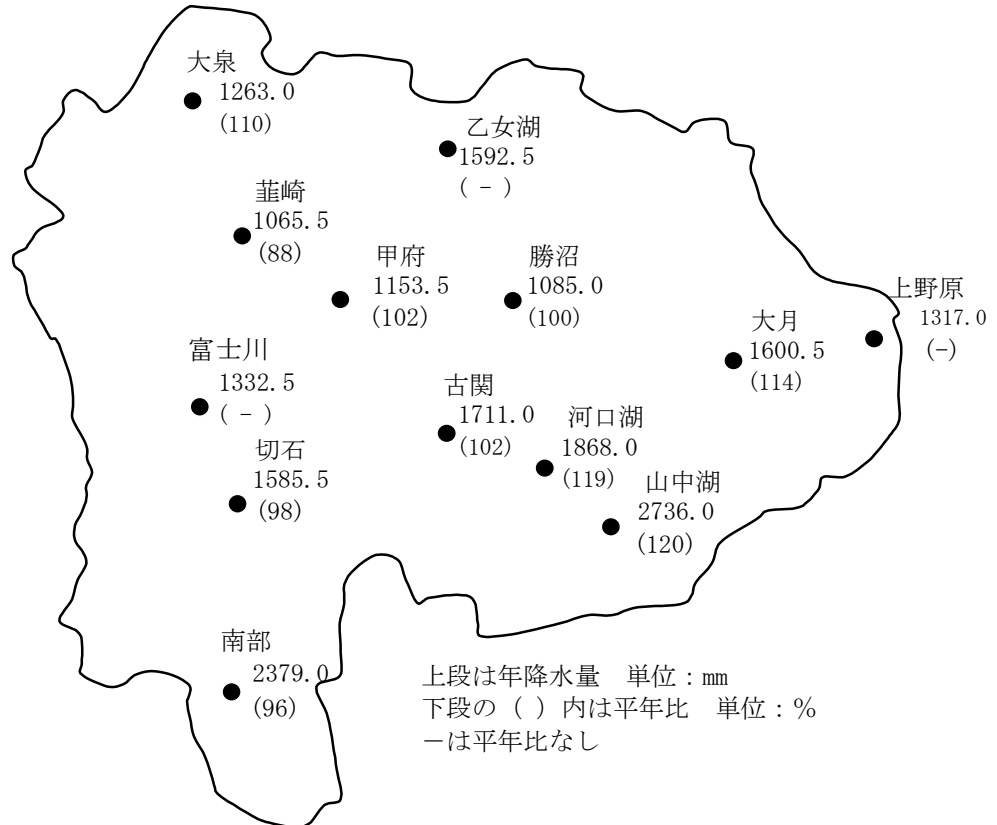 大泉
1263.0
(110)
乙女湖
1592.5
( - )
韮崎
1065.5
(88)
甲府
1153.5
(102)
勝沼
1085.0
(100)
上野原
1317.0
(-)
大月
1600.5
(114)
富士川
1332.5
( - )
古関
1711.0
(102)
河口湖
1868.0
(119)
切石
1585.5
(98)
山中湖
2736.0
(120)
南部
2379.0
(96)
上段は年降水量　単位：mm
下段の（ ）内は平年比　単位：％
－は平年比なし